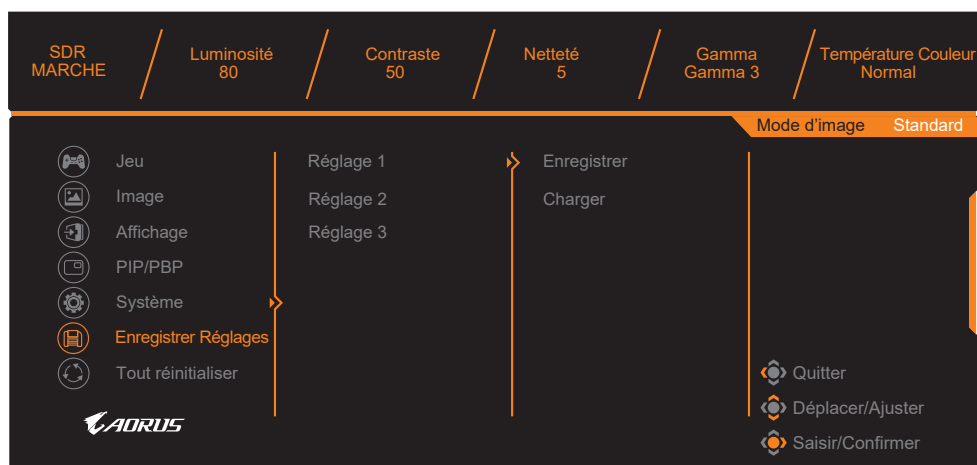 SDR
MARCHE
Luminosité
80
Contraste
50
Netteté
5
Gamma
Gamma 3
Température Couleur
Normal
Mode d’image Standard
Jeu
Image
Affichage
PIP/PBP
Système
Enregistrer Réglages
Tout réinitialiser
Réglage 1
Réglage 2
Réglage 3
Enregistrer
Charger
Quitter
Déplacer/Ajuster
Saisir/Confirmer
AORUS